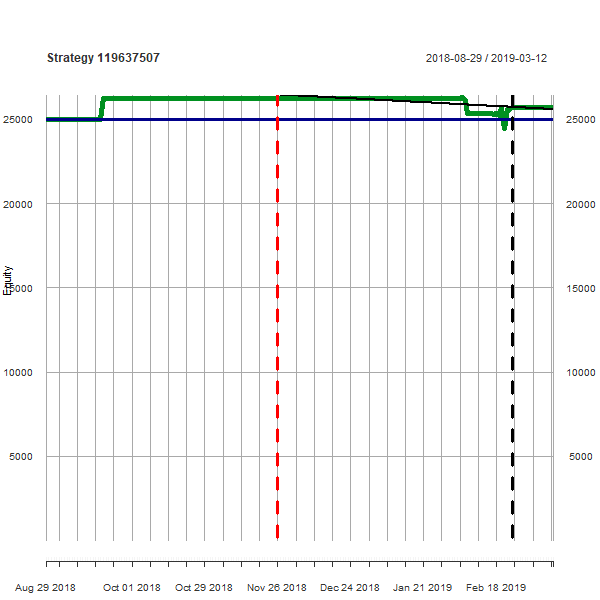 Strategy 119637507
2018-08-29 / 2019-03-12
25000
25000
20000
20000
Equity
15000
15000
10000
10000
5000
5000
Aug 29 2018
Oct 01 2018
Oct 29 2018
Nov 26 2018
Dec 24 2018
Jan 21 2019
Feb 18 2019